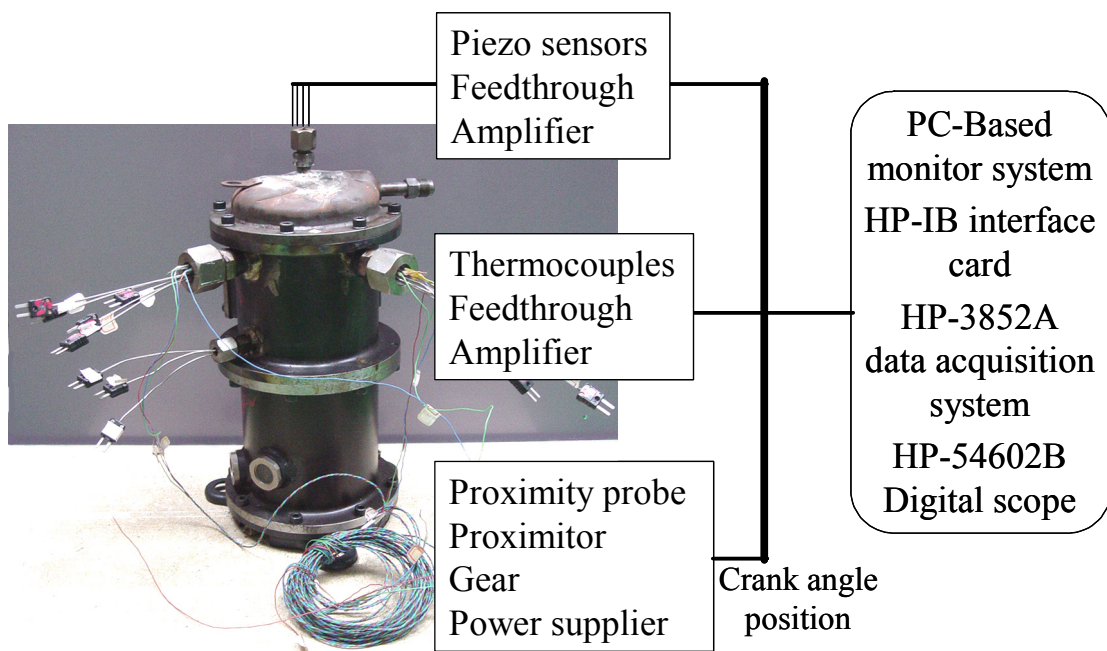 Piezo sensors
Feedthrough
Amplifier
Thermocouples
Feedthrough
Amplifier
Proximity probe
Proximitor
Gear
Power supplier
Crank angle
position
PC-Based
monitor system
HP-IB interface
card
HP-3852A
data acquisition
system
HP-54602B
Digital scope